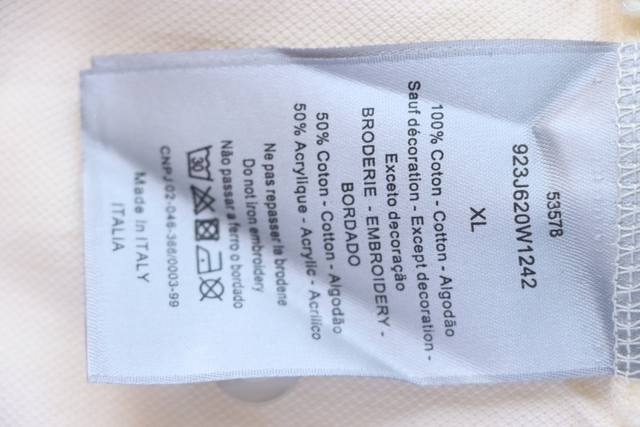 53578
923J620W1242
XL
100% Coton - Cotton - Algodão
Sauf décoration - Except decoration -
Exceto decoração
BRODERIE - EMBROIDERY -
BORDADO
50% Coton - Cotton - Algodão
50% Acrylique - Acrylic - Acrílico
Ne pas repasser la broderie
Do not iron embroidery
Não passar a ferro o bordado
30
CNPJ 02-046-366/0003-99
Made In ITALY
ITALIA